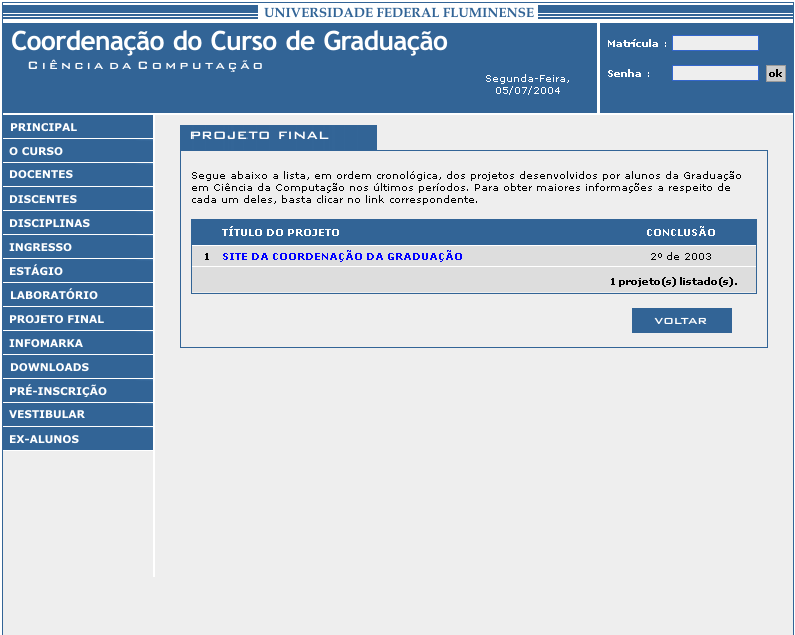 UNIVERSIDADE FEDERAL FLUMINENSE
Coordenação do Curso de Graduação
CIÊNCIA DA COMPUTAÇÃO
Segunda-Feira,
05/07/2004
Matrícula :
Senha :
ok
PRINCIPAL
O CURSO
DOCENTES
DISCENTES
DISCIPLINAS
INGRESSO
ESTÁGIO
LABORATÓRIO
PROJETO FINAL
INFOMARKA
DOWNLOADS
PRÉ-INSCRIÇÃO
VESTIBULAR
EX-ALUNOS
PROJETO FINAL
Segue abaixo a lista, em ordem cronológica, dos projetos desenvolvidos por alunos da Graduação
em Ciência da Computação nos últimos períodos. Para obter maiores informações a respeito de
cada um deles, basta clicar no link correspondente.
TÍTULO DO PROJETO CONCLUSÃO
1 SITE DA COORDENAÇÃO DA GRADUAÇÃO 2º de 2003
1 projeto(s) listado(s).
VOLTAR